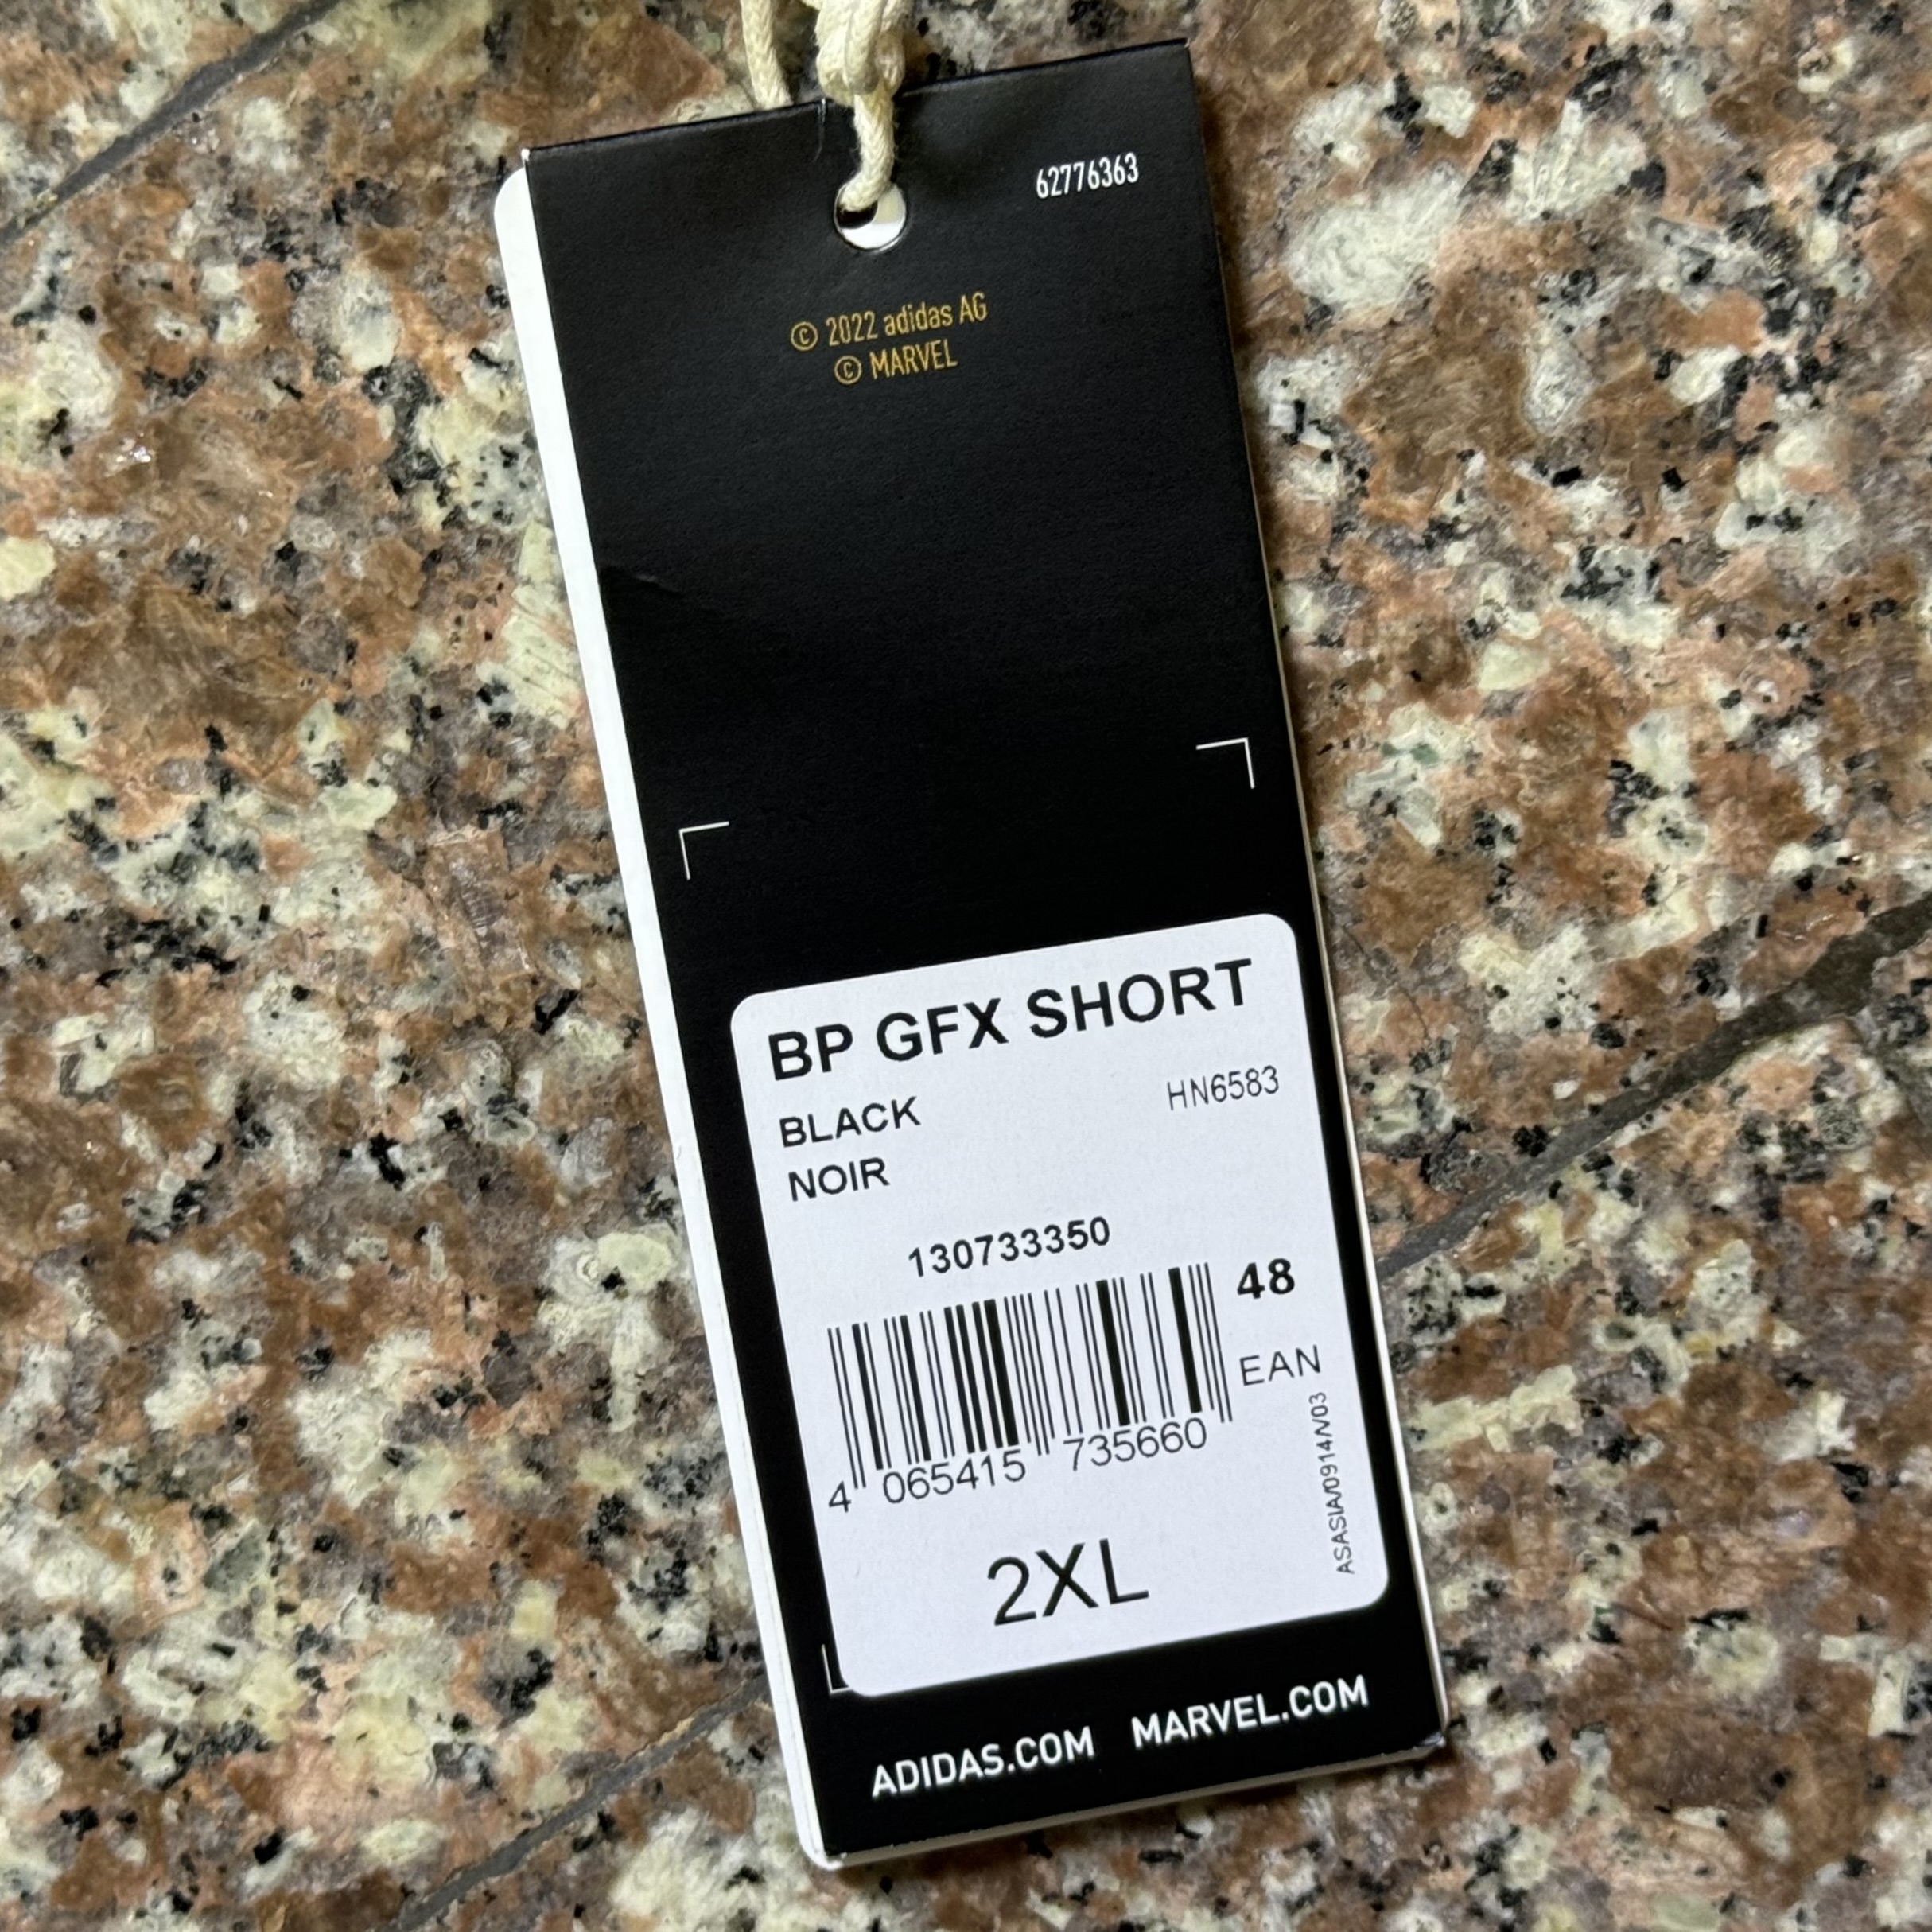 62776363
© 2022 adidas AG
© MARVEL
BP GFX SHORT
BLACK HN6583
NOIR
130733350
48
EAN
4 065415 735660
ASASIA/0914/V03
2XL
ADIDAS.COM MARVEL.COM